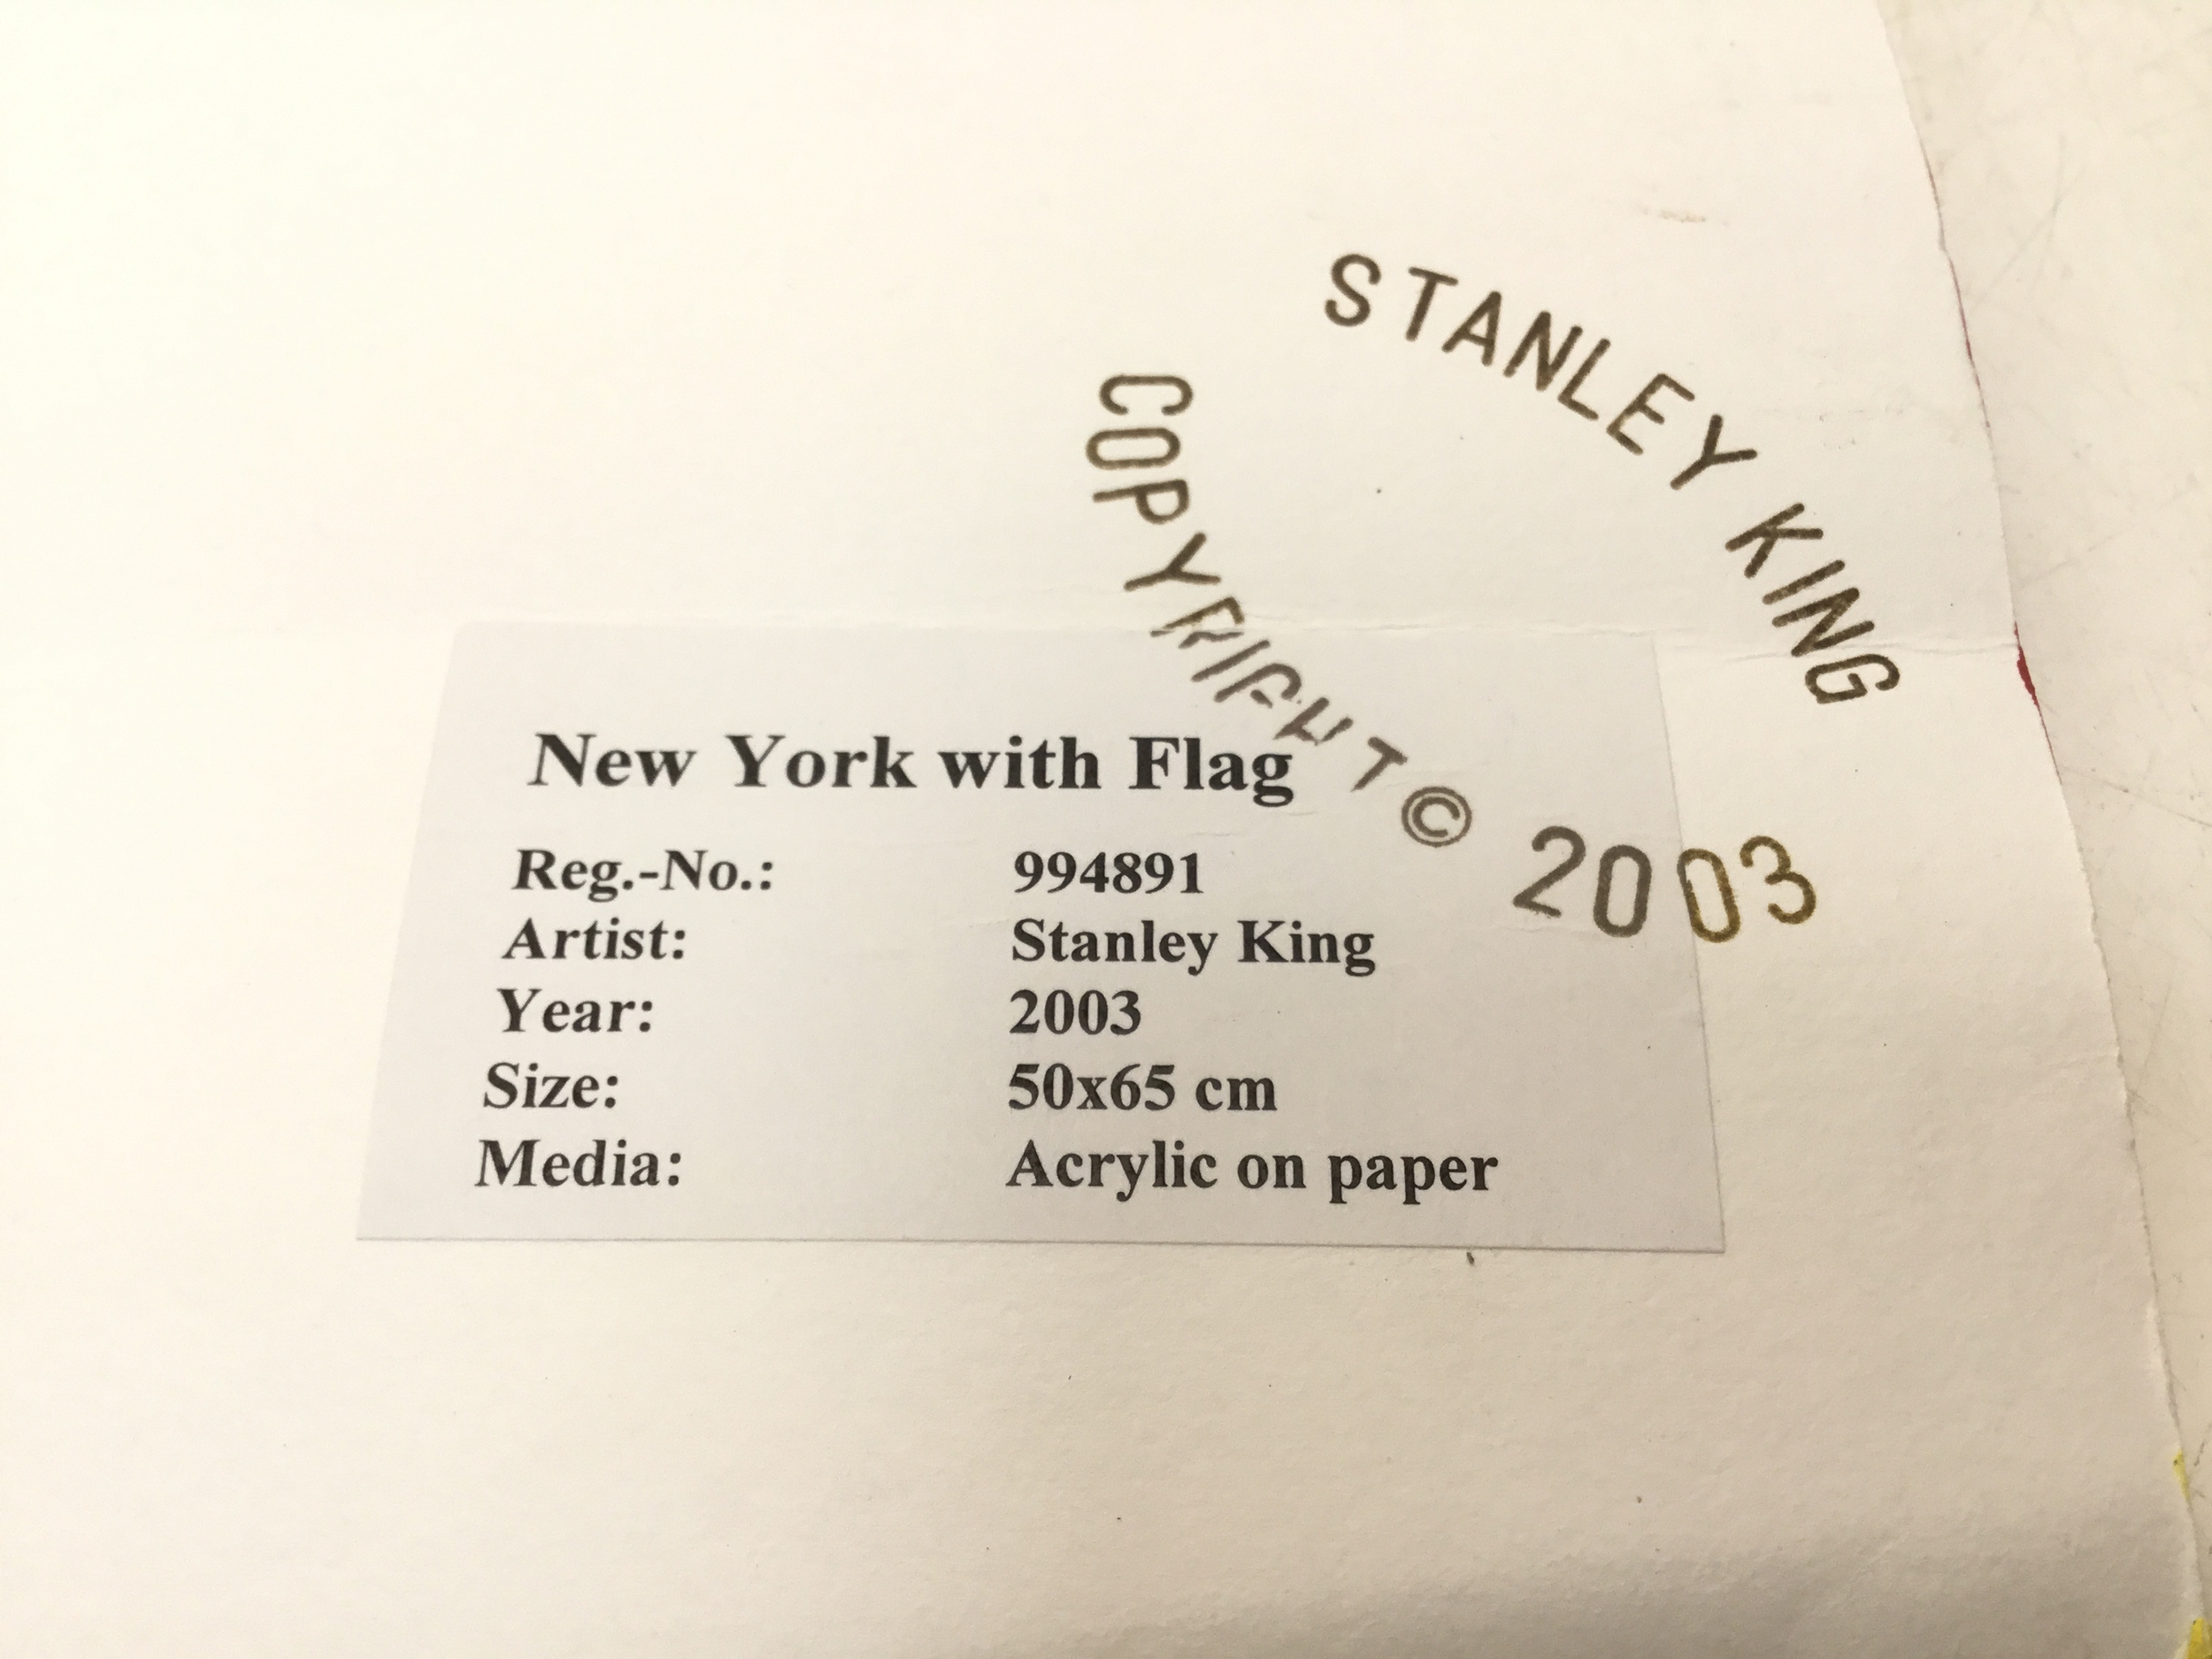 STANLEY KING
COPYRIGHT © 2003
New York with Flag
Reg.-No.: 994891
Artist: Stanley King
Year: 2003
Size: 50x65 cm
Media: Acrylic on paper